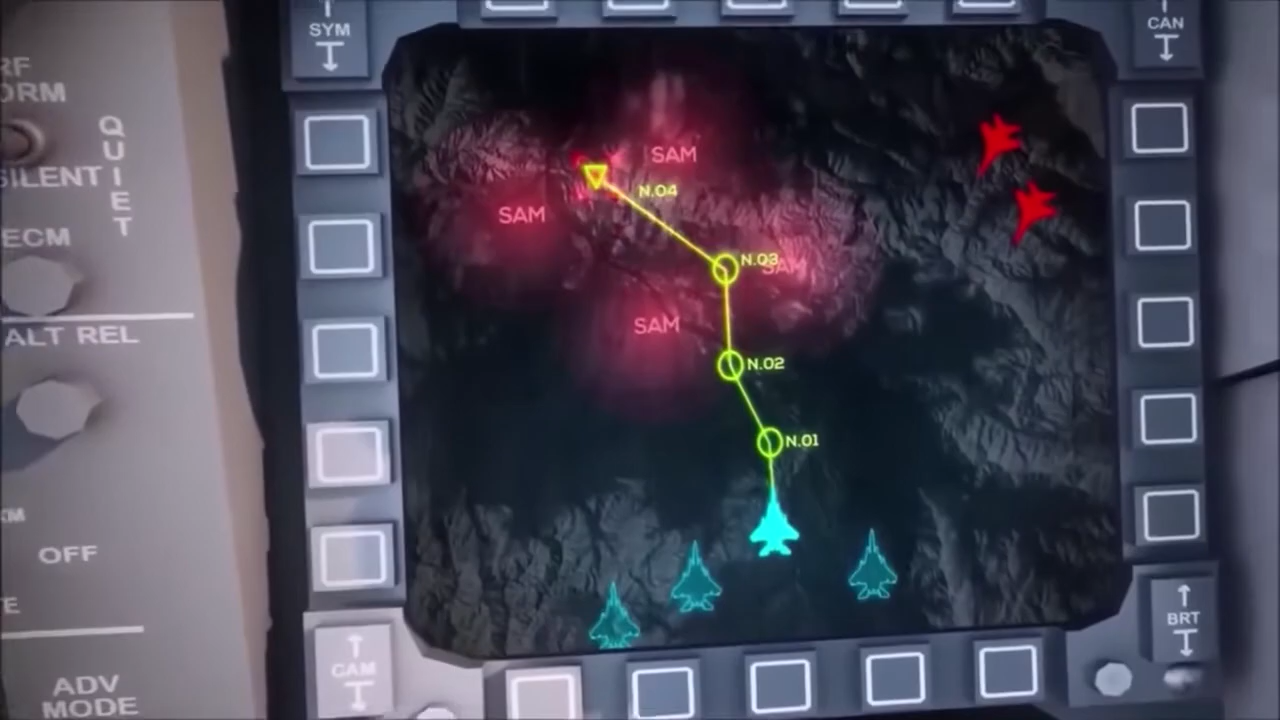 SYM
CAN
RF
ORM
QUIET
SILENT
ECM
ALT REL
OFF
ADV
MODE
CAM
BRT
SAM
N.04
SAM
N.03
SAM
SAM
N.02
N.01